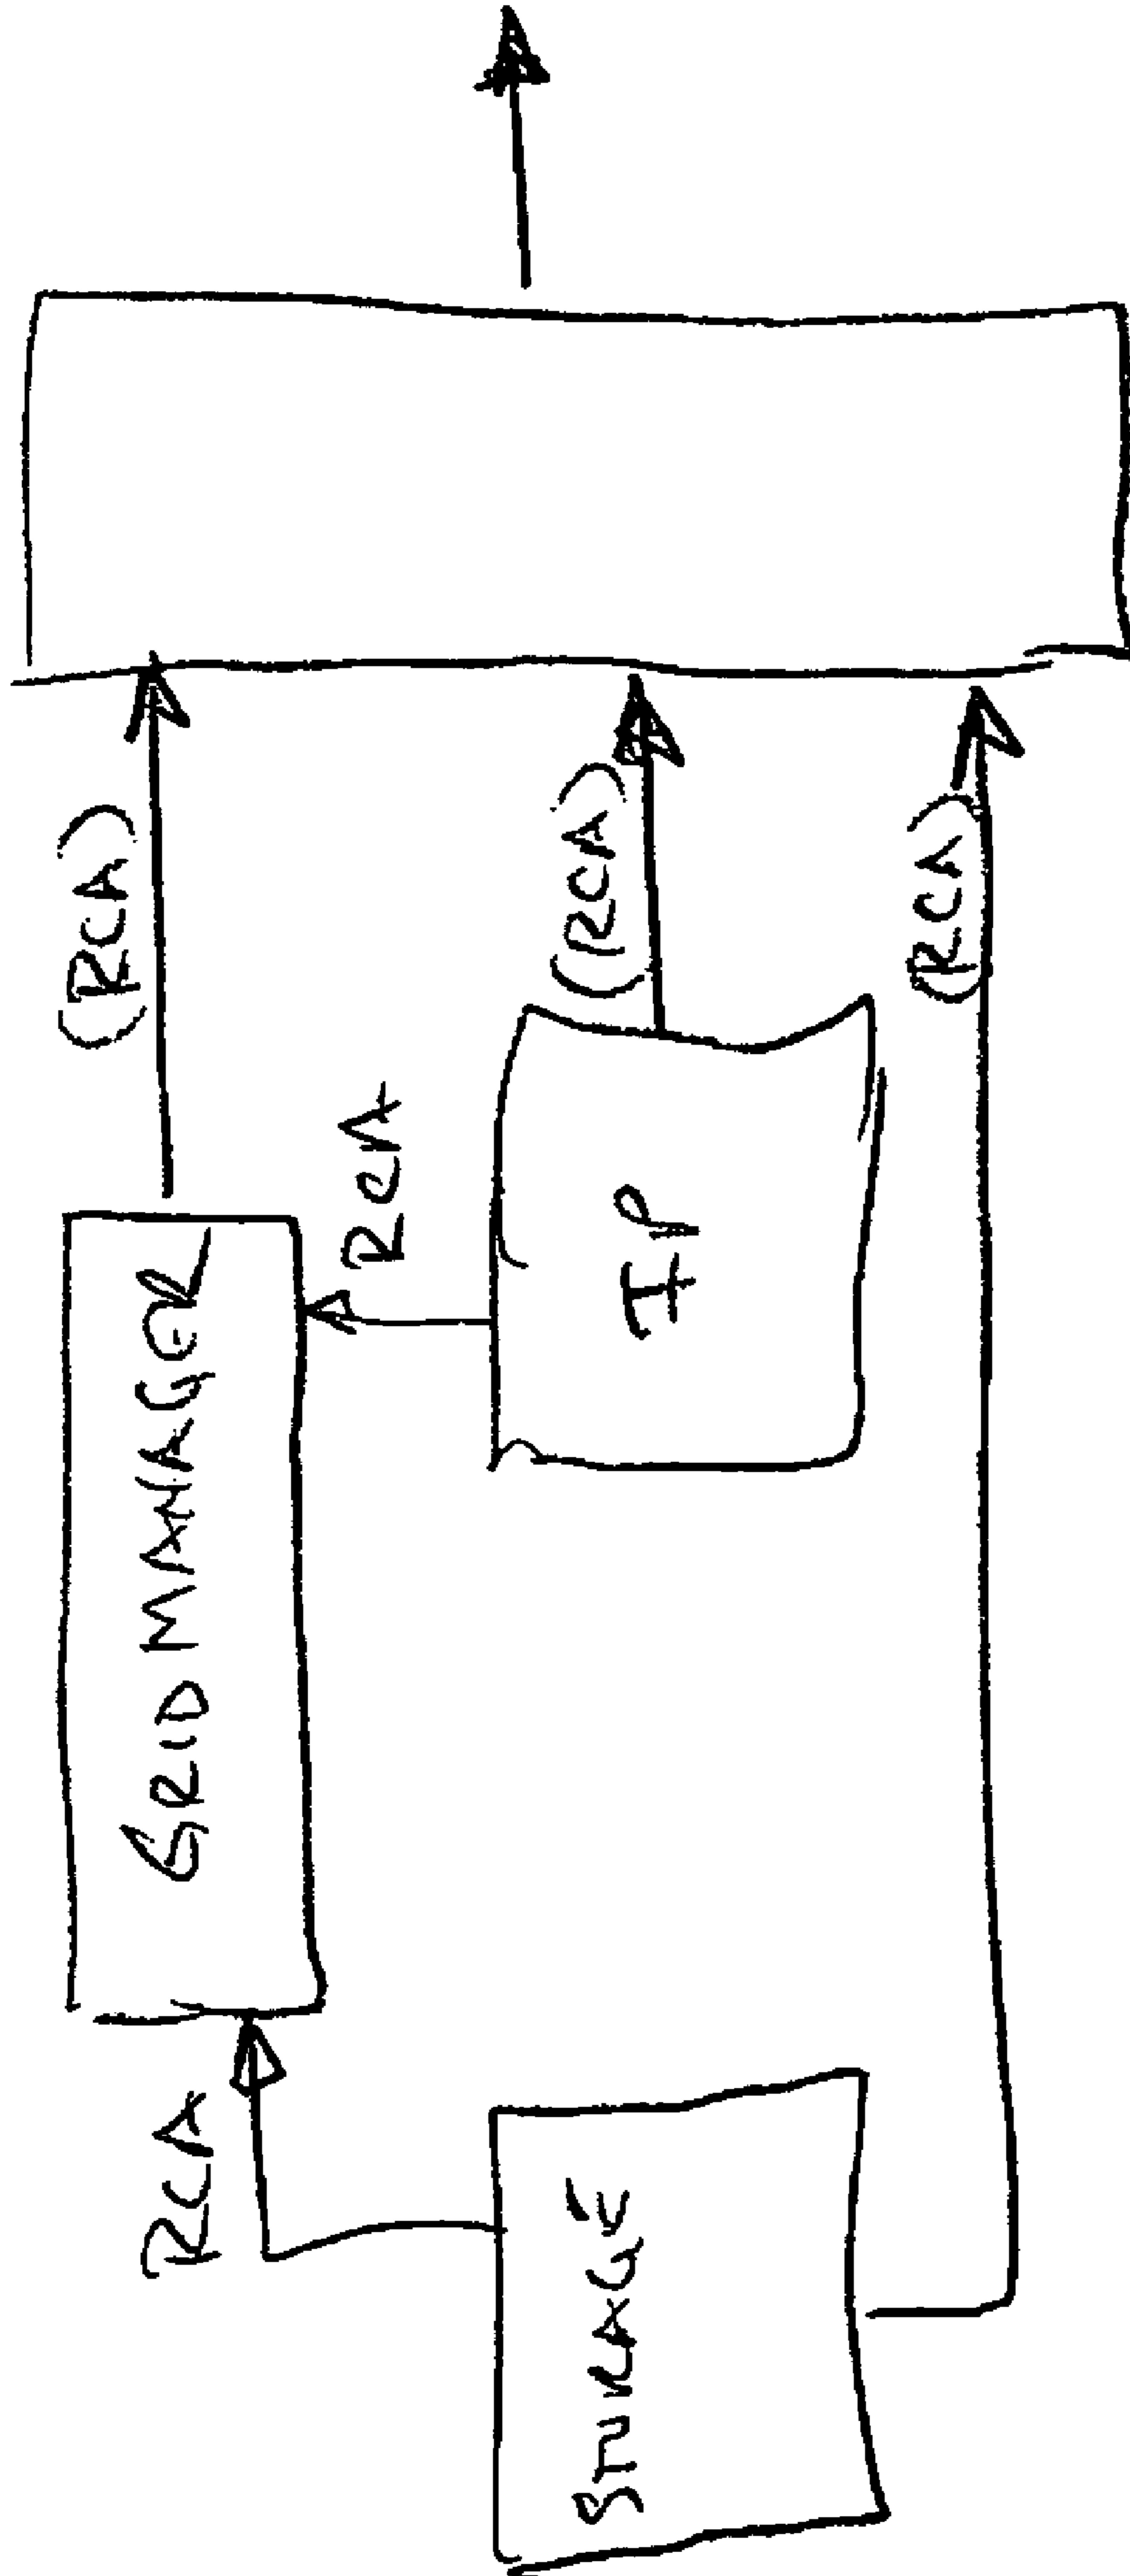 RCA
GRID MANAGER
(RCA)
RCA
STORAGE
IP
(RCA)
(RCA)